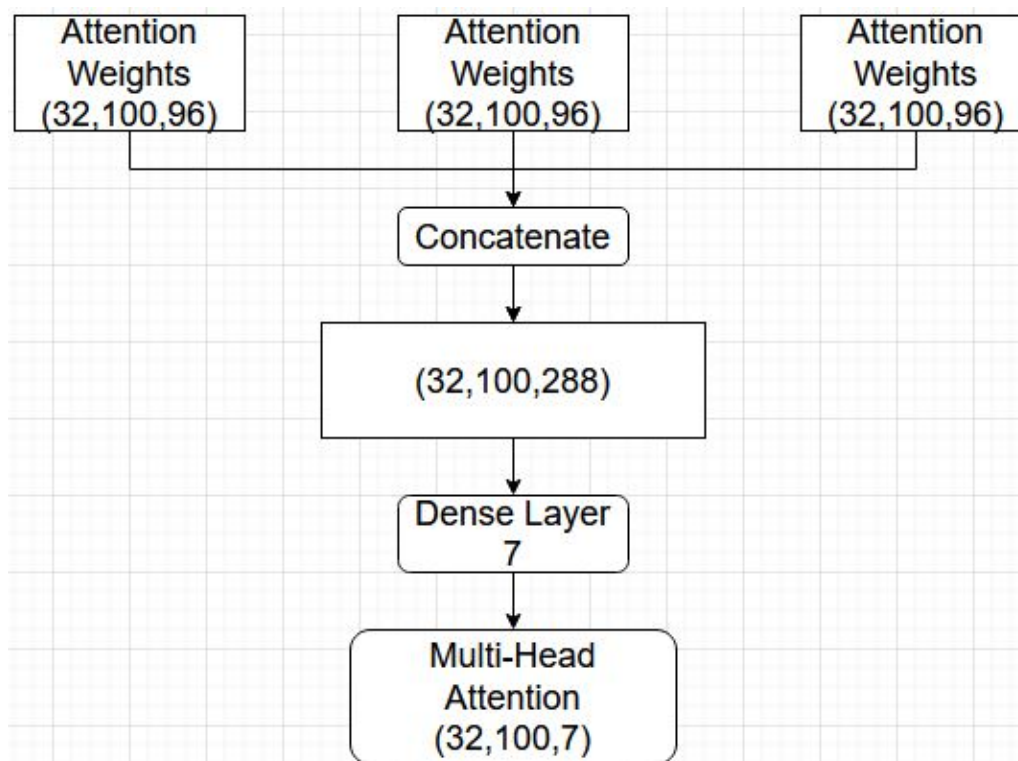 Attention
Weights
(32,100,96)
Attention
Weights
(32,100,96)
Attention
Weights
(32,100,96)
Concatenate
(32,100,288)
Dense Layer
7
Multi-Head
Attention
(32,100,7)